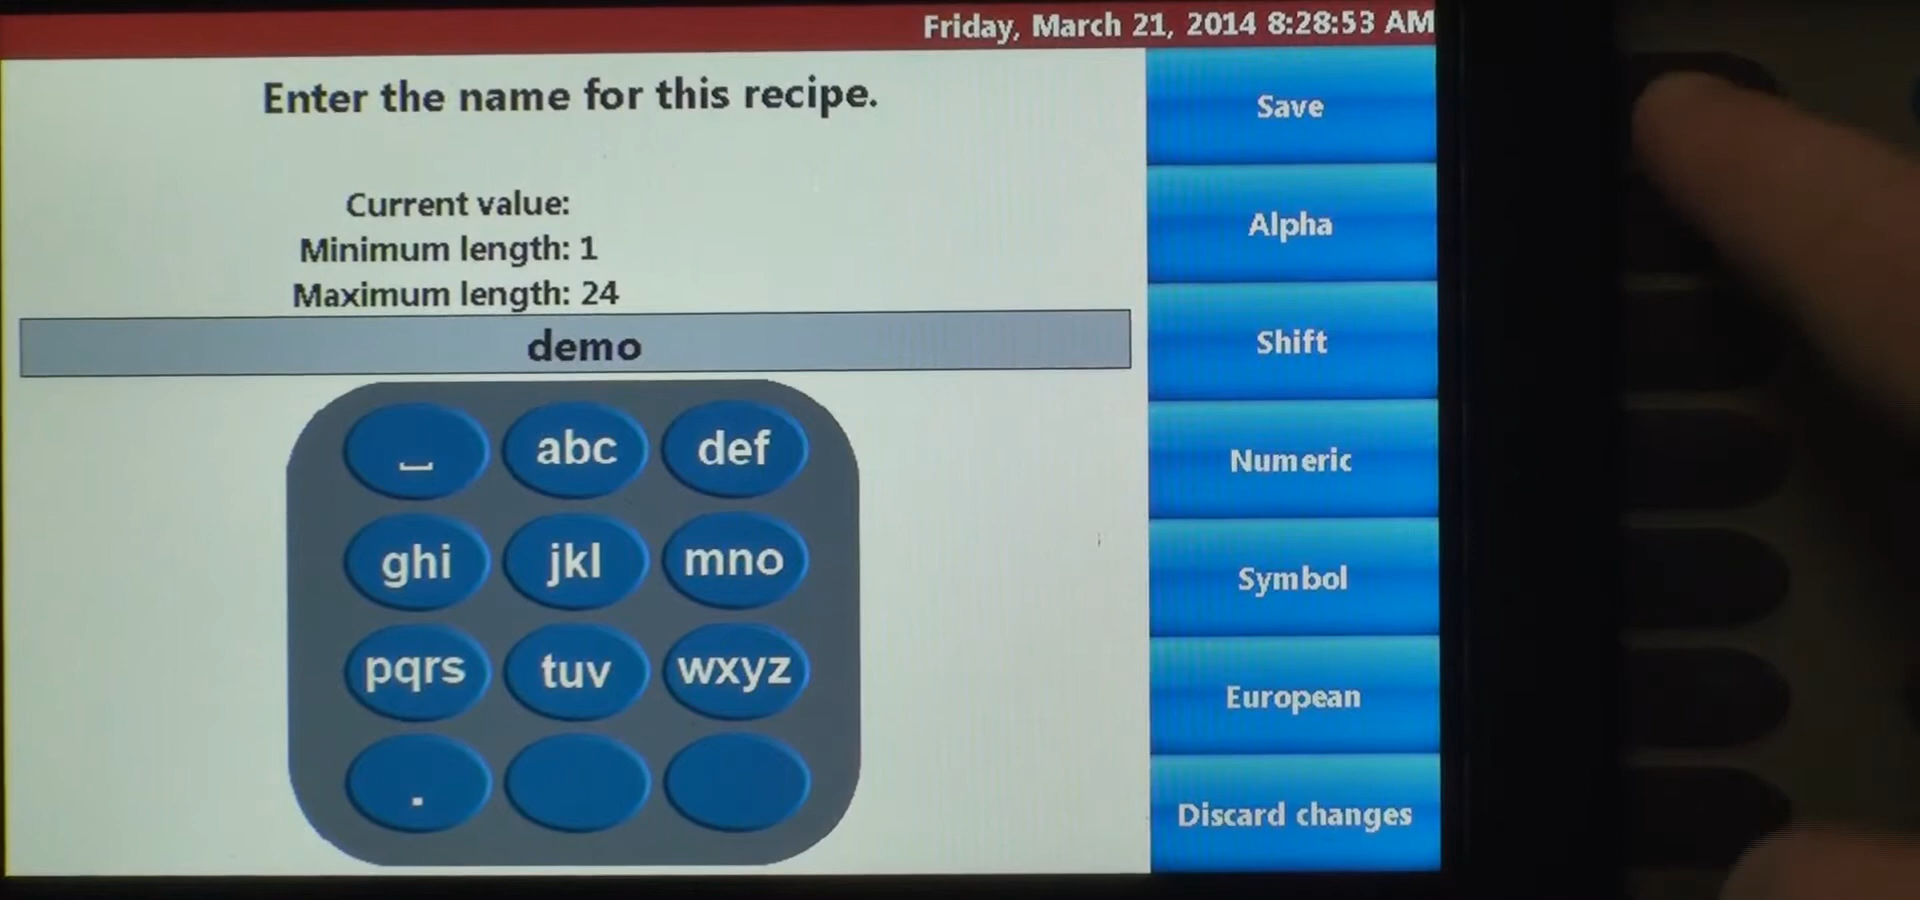 Friday, March 21, 2014 8:28:53 AM
Enter the name for this recipe.
Current value:
Minimum length: 1
Maximum length: 24
demo
⎵ abc def
ghi jkl mno
pqrs tuv wxyz
.
Save
Alpha
Shift
Numeric
Symbol
European
Discard changes